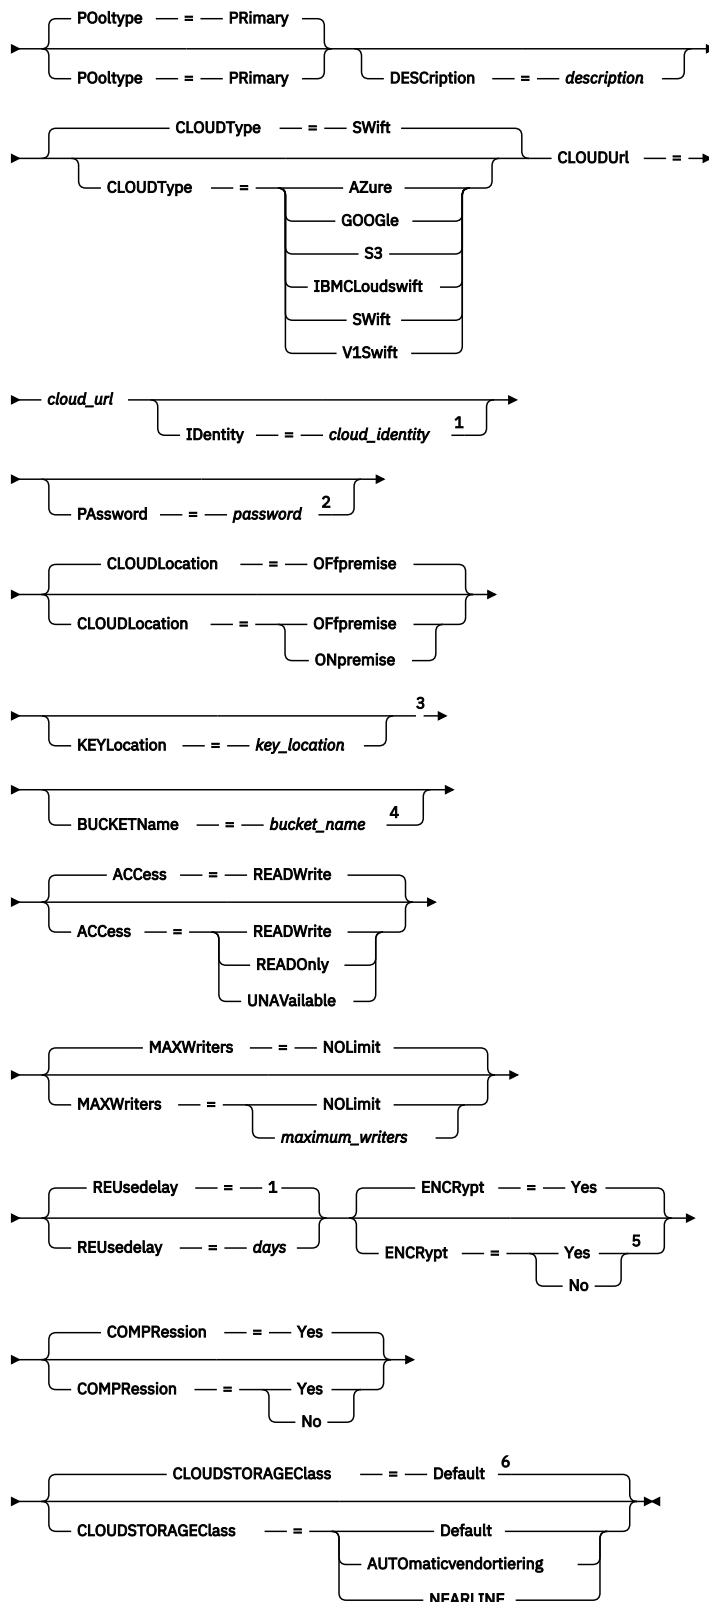 POoltype = PRimary
POoltype = PRimary
DESCription = description
CLOUDType = SWift
CLOUDUrl =
CLOUDType = AZure
GOOGle
S3
IBMCLoudswift
SWift
V1Swift
cloud_url
IDentity = cloud_identity 1
PAssword = password 2
CLOUDLocation = OFfpremise
CLOUDLocation = OFfpremise
ONpremise
3
KEYLocation = key_location
BUCKETName = bucket_name 4
ACCess = READWrite
ACCess = READWrite
READOnly
UNAVailable
MAXWriters = NOLimit
MAXWriters = NOLimit
maximum_writers
REUsedelay = 1
REUsedelay = days
ENCRypt = Yes
ENCRypt = Yes 5
No
COMPRession = Yes
COMPRession = Yes
No
CLOUDSTORAGEClass = Default 6
CLOUDSTORAGEClass = Default
AUTOmaticvendortiering
NEARLINE